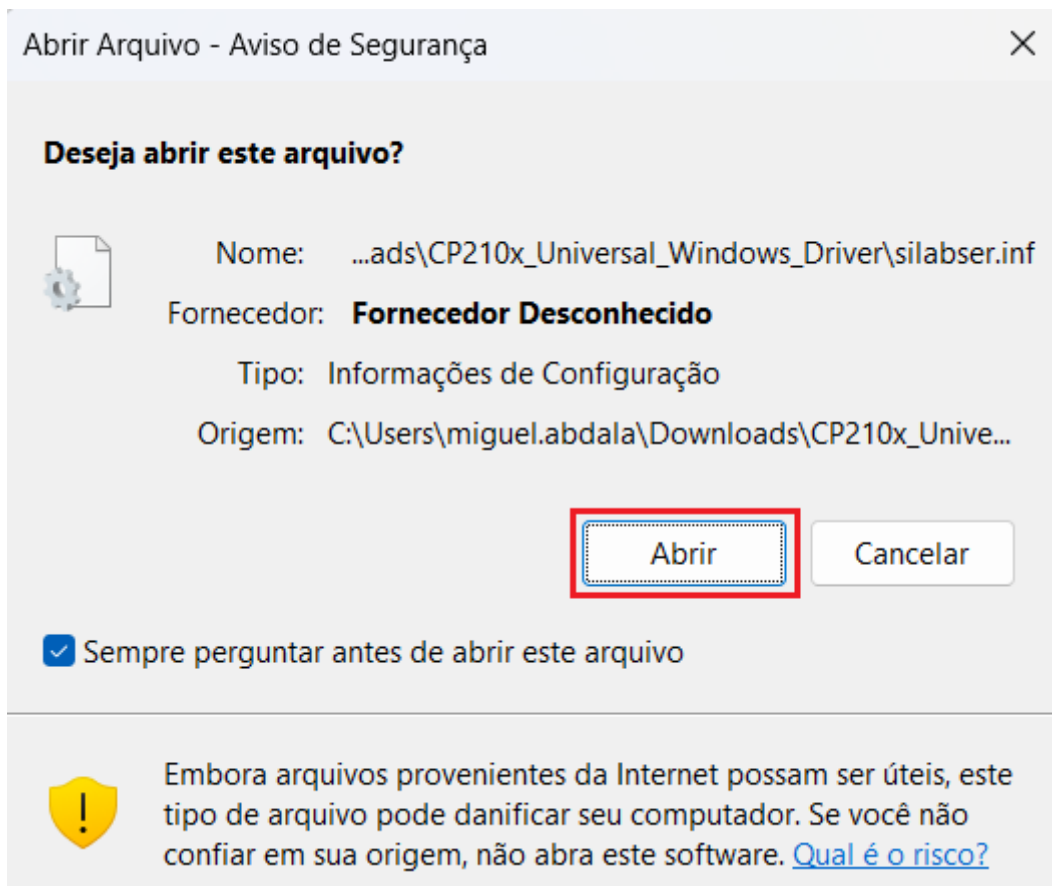 Abrir Arquivo - Aviso de Segurança
Deseja abrir este arquivo?
Nome: ...ads\CP210x_Universal_Windows_Driver\silabser.inf
Fornecedor: Fornecedor Desconhecido
Tipo: Informações de Configuração
Origem: C:\Users\miguel.abdala\Downloads\CP210x_Unive...
Abrir Cancelar
Sempre perguntar antes de abrir este arquivo
Embora arquivos provenientes da Internet possam ser úteis, este
tipo de arquivo pode danificar seu computador. Se você não
confiar em sua origem, não abra este software. Qual é o risco?